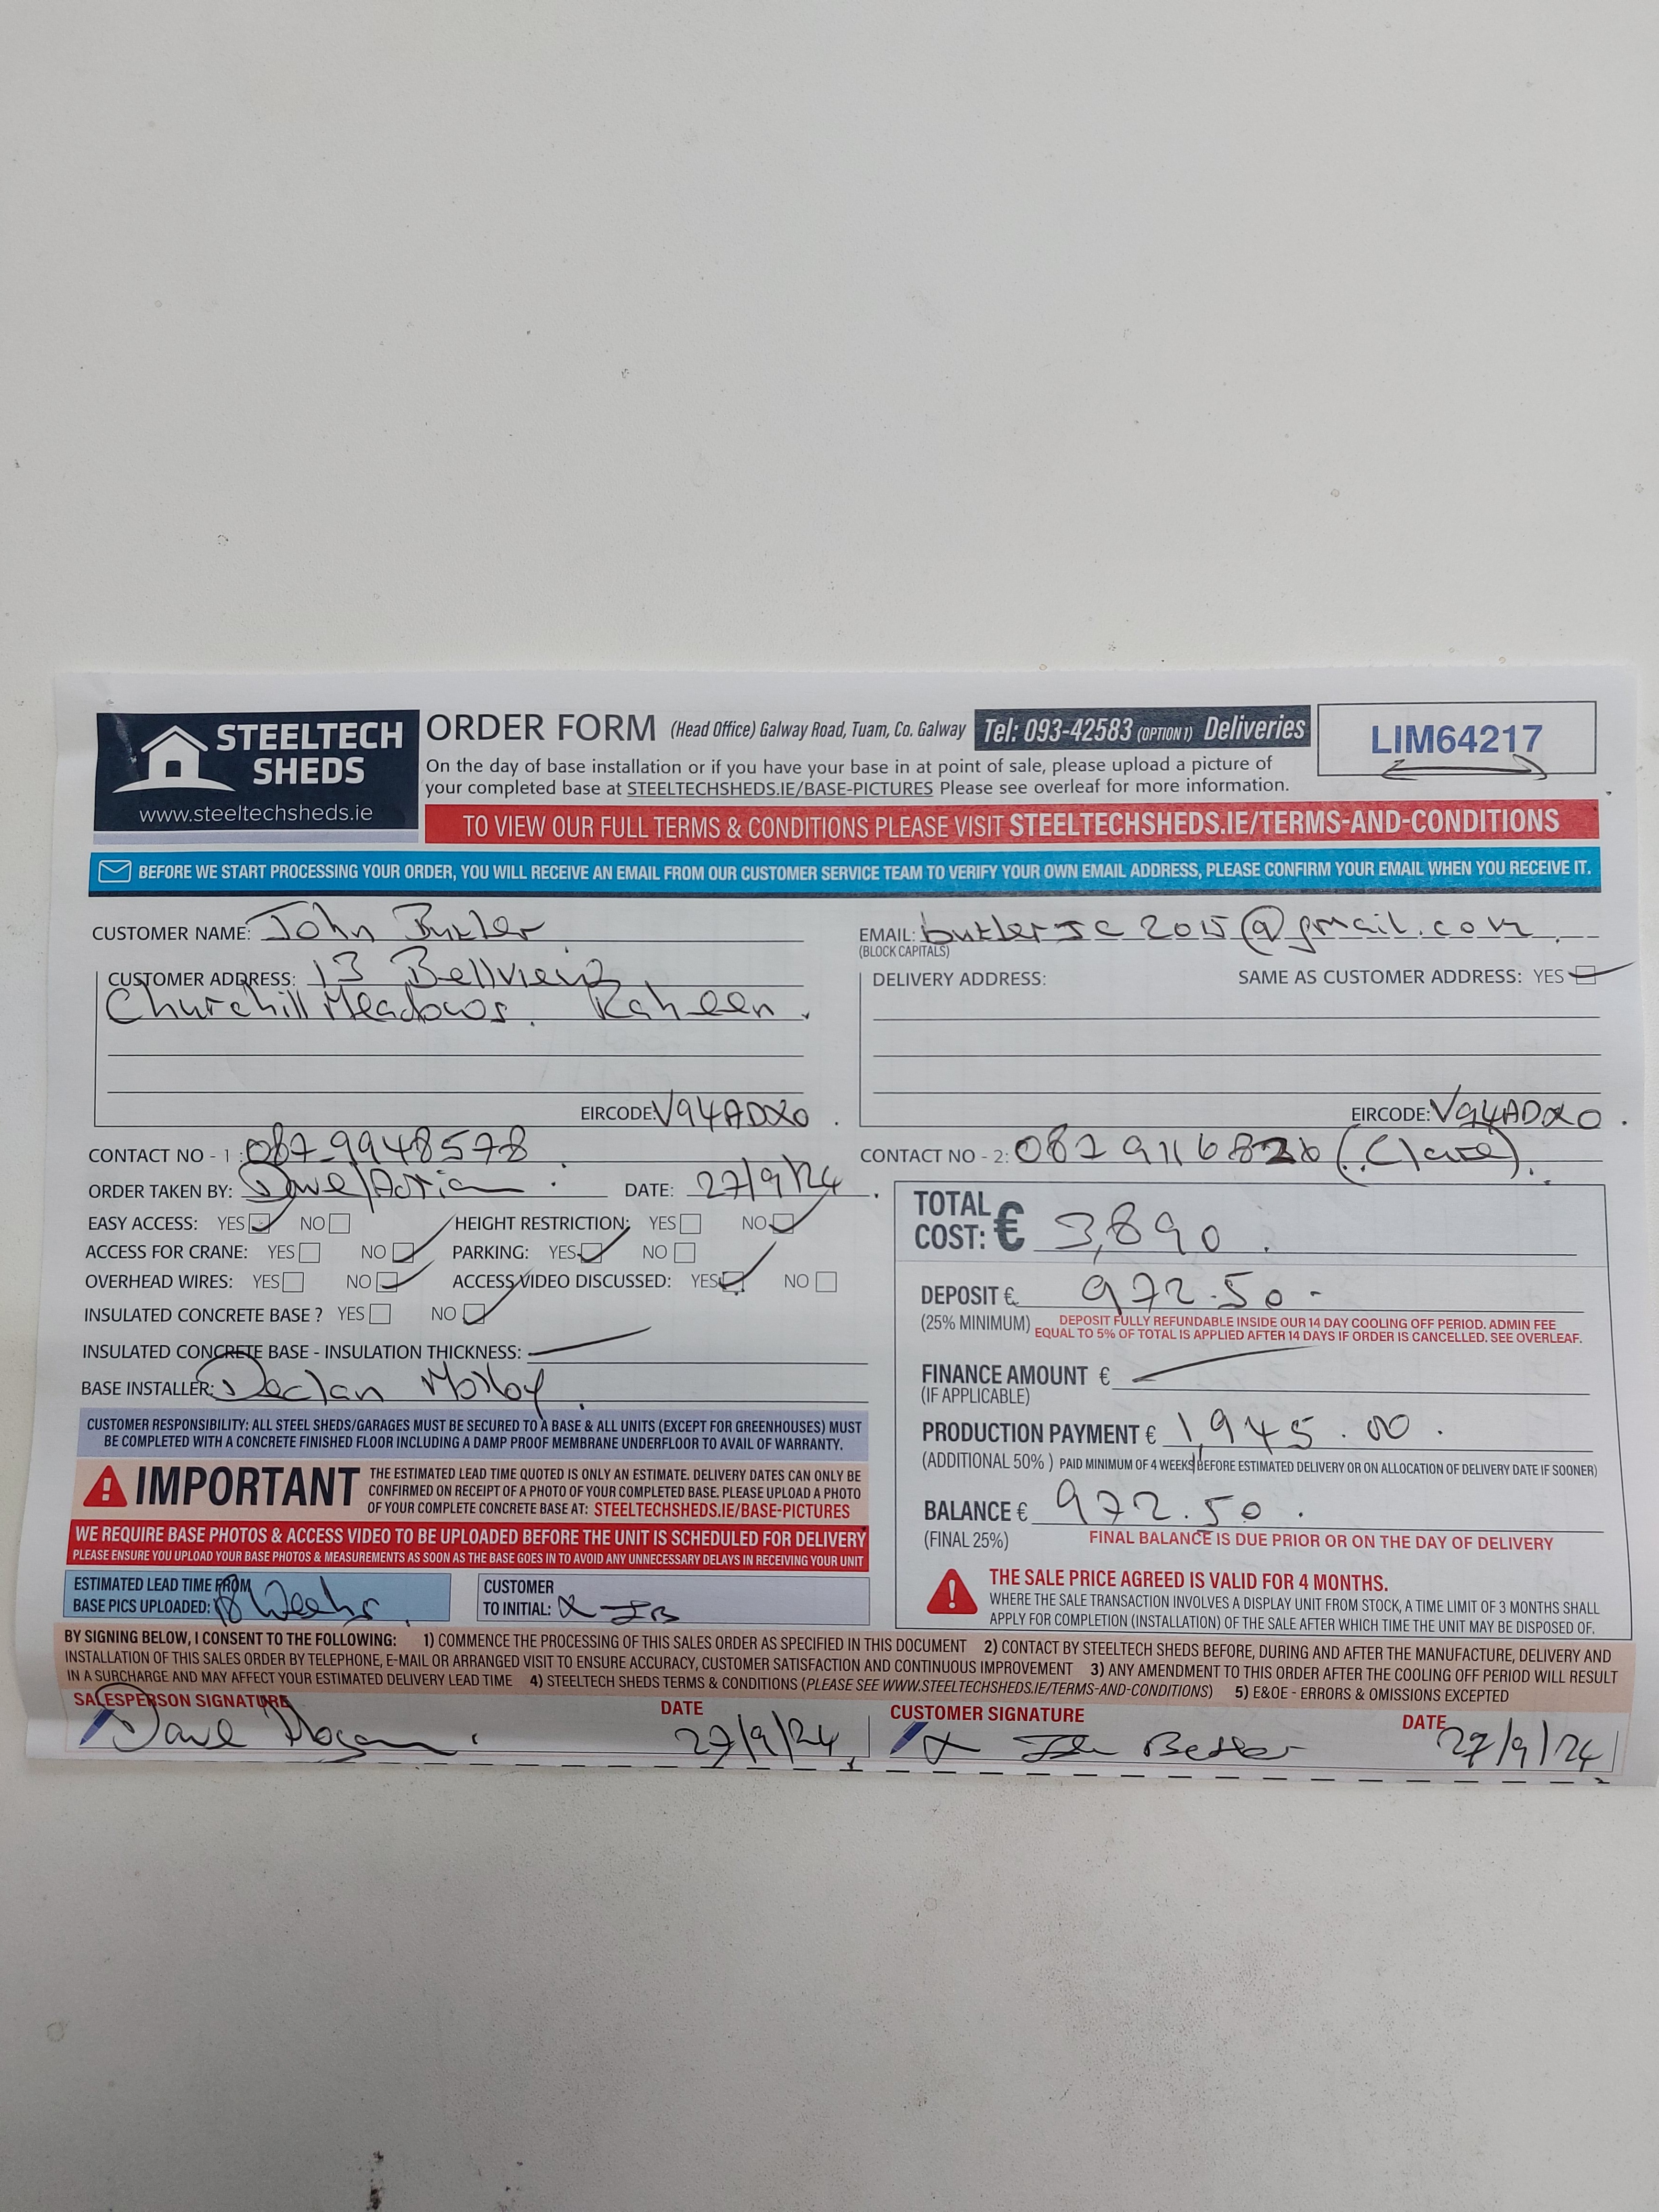 STEELTECH SHEDS
www.steeltechsheds.ie
ORDER FORM (Head Office) Galway Road, Tuam, Co. Galway Tel: 093-42583 (OPTION 1) Deliveries
LIM64217
On the day of base installation or if you have your base in at point of sale, please upload a picture of
your completed base at STEELTECHSHEDS.IE/BASE-PICTURES Please see overleaf for more information.
TO VIEW OUR FULL TERMS & CONDITIONS PLEASE VISIT STEELTECHSHEDS.IE/TERMS-AND-CONDITIONS
BEFORE WE START PROCESSING YOUR ORDER, YOU WILL RECEIVE AN EMAIL FROM OUR CUSTOMER SERVICE TEAM TO VERIFY YOUR OWN EMAIL ADDRESS, PLEASE CONFIRM YOUR EMAIL WHEN YOU RECEIVE IT.
CUSTOMER NAME: John Butler
EMAIL: butlerjc2015@gmail.com
(BLOCK CAPITALS)
CUSTOMER ADDRESS: 13 Bellview
Churchill Meadows. Raheen.
DELIVERY ADDRESS: SAME AS CUSTOMER ADDRESS: YES
EIRCODE: V94ADX0
EIRCODE: V94ADX0
CONTACT NO - 1: 087-9948578
CONTACT NO - 2: 087 9116826 (Clare).
ORDER TAKEN BY: Dave/Adrian DATE: 27/9/24
EASY ACCESS: YES NO HEIGHT RESTRICTION: YES NO
ACCESS FOR CRANE: YES NO PARKING: YES NO
OVERHEAD WIRES: YES NO ACCESS VIDEO DISCUSSED: YES NO
INSULATED CONCRETE BASE ? YES NO
INSULATED CONCRETE BASE - INSULATION THICKNESS:
BASE INSTALLER: Declan Molloy
CUSTOMER RESPONSIBILITY: ALL STEEL SHEDS/GARAGES MUST BE SECURED TO A BASE & ALL UNITS (EXCEPT FOR GREENHOUSES) MUST
BE COMPLETED WITH A CONCRETE FINISHED FLOOR INCLUDING A DAMP PROOF MEMBRANE UNDERFLOOR TO AVAIL OF WARRANTY.
IMPORTANT
THE ESTIMATED LEAD TIME QUOTED IS ONLY AN ESTIMATE. DELIVERY DATES CAN ONLY BE
CONFIRMED ON RECEIPT OF A PHOTO OF YOUR COMPLETED BASE. PLEASE UPLOAD A PHOTO
OF YOUR COMPLETE CONCRETE BASE AT: STEELTECHSHEDS.IE/BASE-PICTURES
WE REQUIRE BASE PHOTOS & ACCESS VIDEO TO BE UPLOADED BEFORE THE UNIT IS SCHEDULED FOR DELIVERY
PLEASE ENSURE YOU UPLOAD YOUR BASE PHOTOS & MEASUREMENTS AS SOON AS THE BASE GOES IN TO AVOID ANY UNNECESSARY DELAYS IN RECEIVING YOUR UNIT
ESTIMATED LEAD TIME FROM
BASE PICS UPLOADED: 8 Weeks.
CUSTOMER
TO INITIAL: X JB
TOTAL
COST: € 3,890.
DEPOSIT € 972.50-
(25% MINIMUM) DEPOSIT FULLY REFUNDABLE INSIDE OUR 14 DAY COOLING OFF PERIOD. ADMIN FEE
EQUAL TO 5% OF TOTAL IS APPLIED AFTER 14 DAYS IF ORDER IS CANCELLED. SEE OVERLEAF.
FINANCE AMOUNT €
(IF APPLICABLE)
PRODUCTION PAYMENT € 1,945.00.
(ADDITIONAL 50%) PAID MINIMUM OF 4 WEEKS BEFORE ESTIMATED DELIVERY OR ON ALLOCATION OF DELIVERY DATE IF SOONER)
BALANCE € 972.50.
(FINAL 25%) FINAL BALANCE IS DUE PRIOR OR ON THE DAY OF DELIVERY
THE SALE PRICE AGREED IS VALID FOR 4 MONTHS.
WHERE THE SALE TRANSACTION INVOLVES A DISPLAY UNIT FROM STOCK, A TIME LIMIT OF 3 MONTHS SHALL
APPLY FOR COMPLETION (INSTALLATION) OF THE SALE AFTER WHICH TIME THE UNIT MAY BE DISPOSED OF.
BY SIGNING BELOW, I CONSENT TO THE FOLLOWING: 1) COMMENCE THE PROCESSING OF THIS SALES ORDER AS SPECIFIED IN THIS DOCUMENT 2) CONTACT BY STEELTECH SHEDS BEFORE, DURING AND AFTER THE MANUFACTURE, DELIVERY AND
INSTALLATION OF THIS SALES ORDER BY TELEPHONE, E-MAIL OR ARRANGED VISIT TO ENSURE ACCURACY, CUSTOMER SATISFACTION AND CONTINUOUS IMPROVEMENT 3) ANY AMENDMENT TO THIS ORDER AFTER THE COOLING OFF PERIOD WILL RESULT
IN A SURCHARGE AND MAY AFFECT YOUR ESTIMATED DELIVERY LEAD TIME 4) STEELTECH SHEDS TERMS & CONDITIONS (PLEASE SEE WWW.STEELTECHSHEDS.IE/TERMS-AND-CONDITIONS) 5) E&OE - ERRORS & OMISSIONS EXCEPTED
SALESPERSON SIGNATURE DATE CUSTOMER SIGNATURE DATE
Dave Hogan 27/9/24 X John Butler 27/9/24